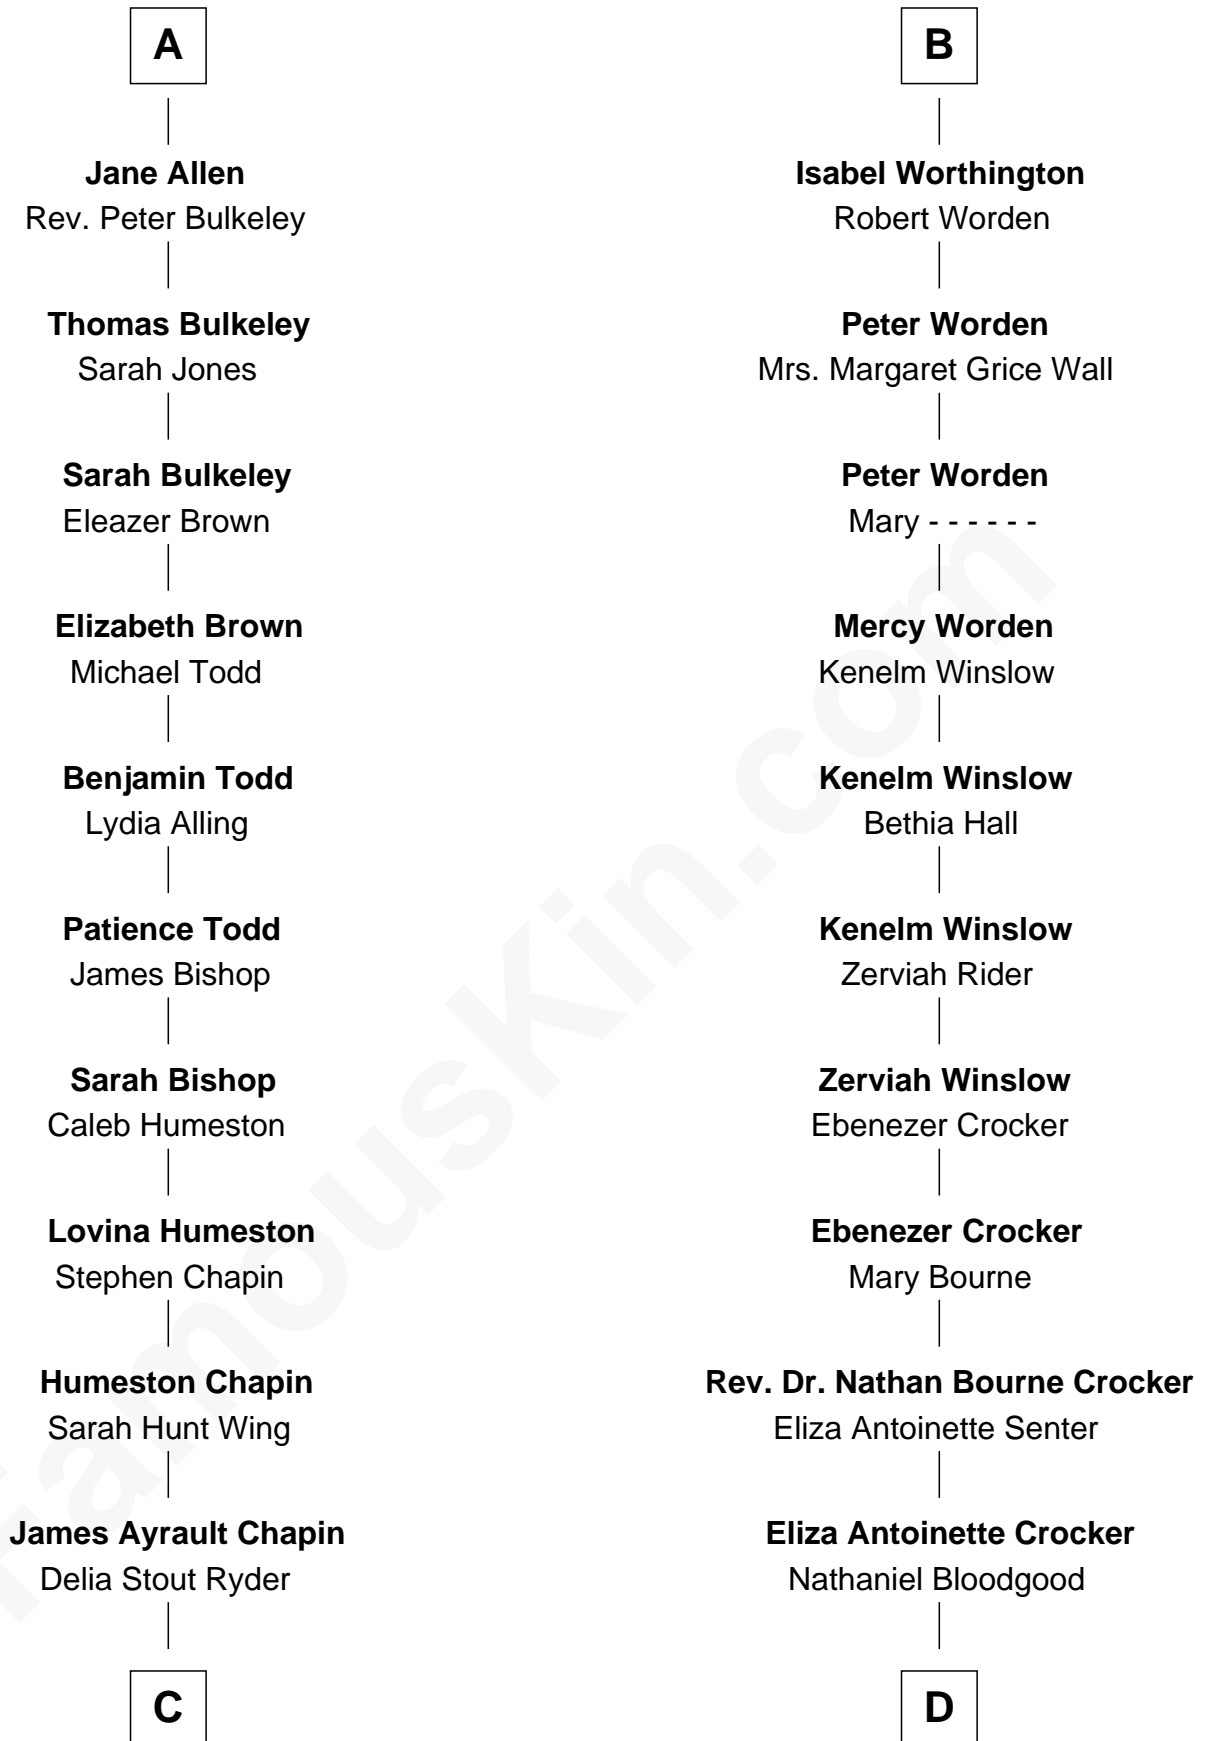 A
Jane Allen
Rev. Peter Bulkeley
Thomas Bulkeley
Sarah Jones
Sarah Bulkeley
Eleazer Brown
Elizabeth Brown
Michael Todd
Benjamin Todd
Lydia Alling
Patience Todd
James Bishop
Sarah Bishop
Caleb Humeston
Lovina Humeston
Stephen Chapin
Humeston Chapin
Sarah Hunt Wing
James Ayrault Chapin
Delia Stout Ryder
C
B
Isabel Worthington
Robert Worden
Peter Worden
Mrs. Margaret Grice Wall
Peter Worden
Mary - - - - - -
Mercy Worden
Kenelm Winslow
Kenelm Winslow
Bethia Hall
Kenelm Winslow
Zerviah Rider
Zerviah Winslow
Ebenezer Crocker
Ebenezer Crocker
Mary Bourne
Rev. Dr. Nathan Bourne Crocker
Eliza Antoinette Senter
Eliza Antoinette Crocker
Nathaniel Bloodgood
D
FamousKin.com